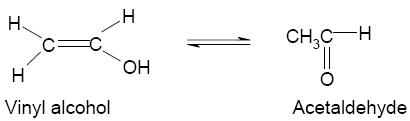 H H
C C CH₃C H
H OH O
Vinyl alcohol Acetaldehyde